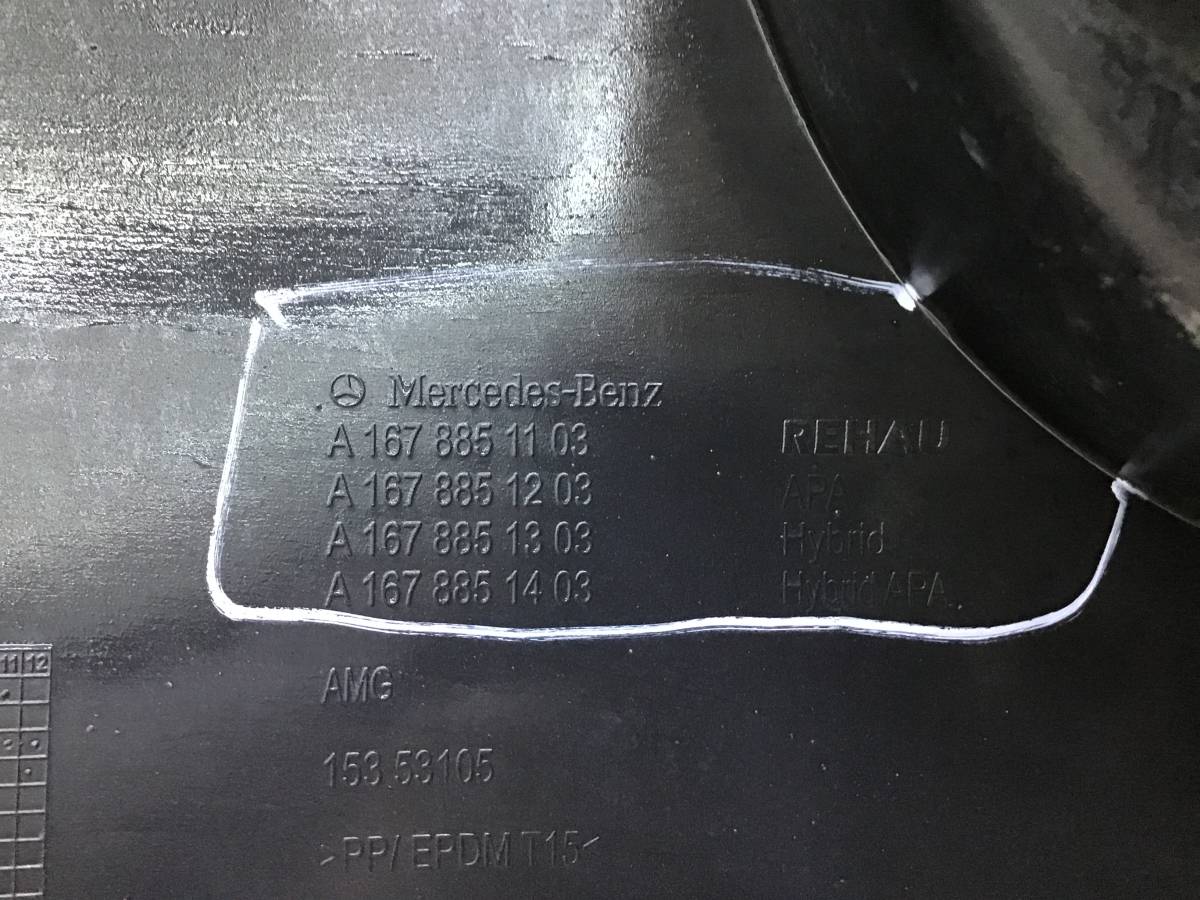 Mercedes-Benz
A 167 885 11 03 REHAU
A 167 885 12 03 APA
A 167 885 13 03 Hybrid
A 167 885 14 03 Hybrid APA
11 12
AMG
153 53105
>PP/ EPDM T15<